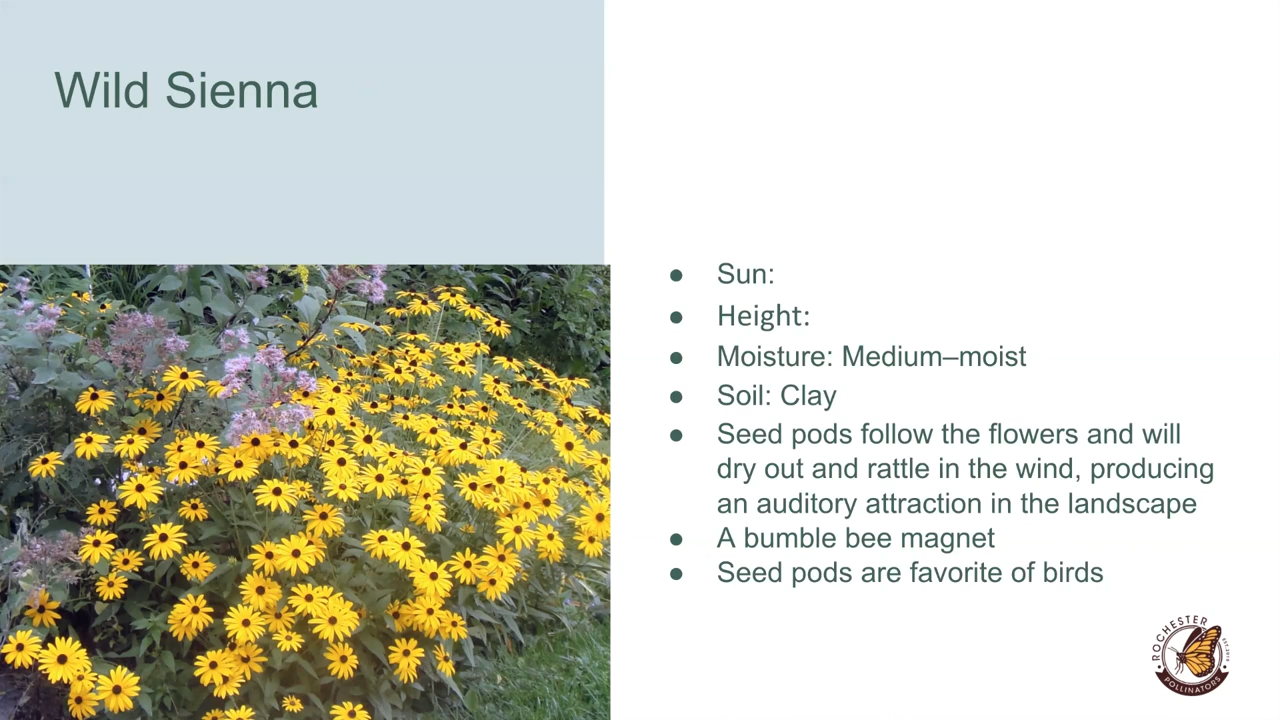 Wild Sienna
● Sun:
● Height:
● Moisture: Medium–moist
● Soil: Clay
● Seed pods follow the flowers and will
dry out and rattle in the wind, producing
an auditory attraction in the landscape
● A bumble bee magnet
● Seed pods are favorite of birds
ROCHESTER
POLLINATORS